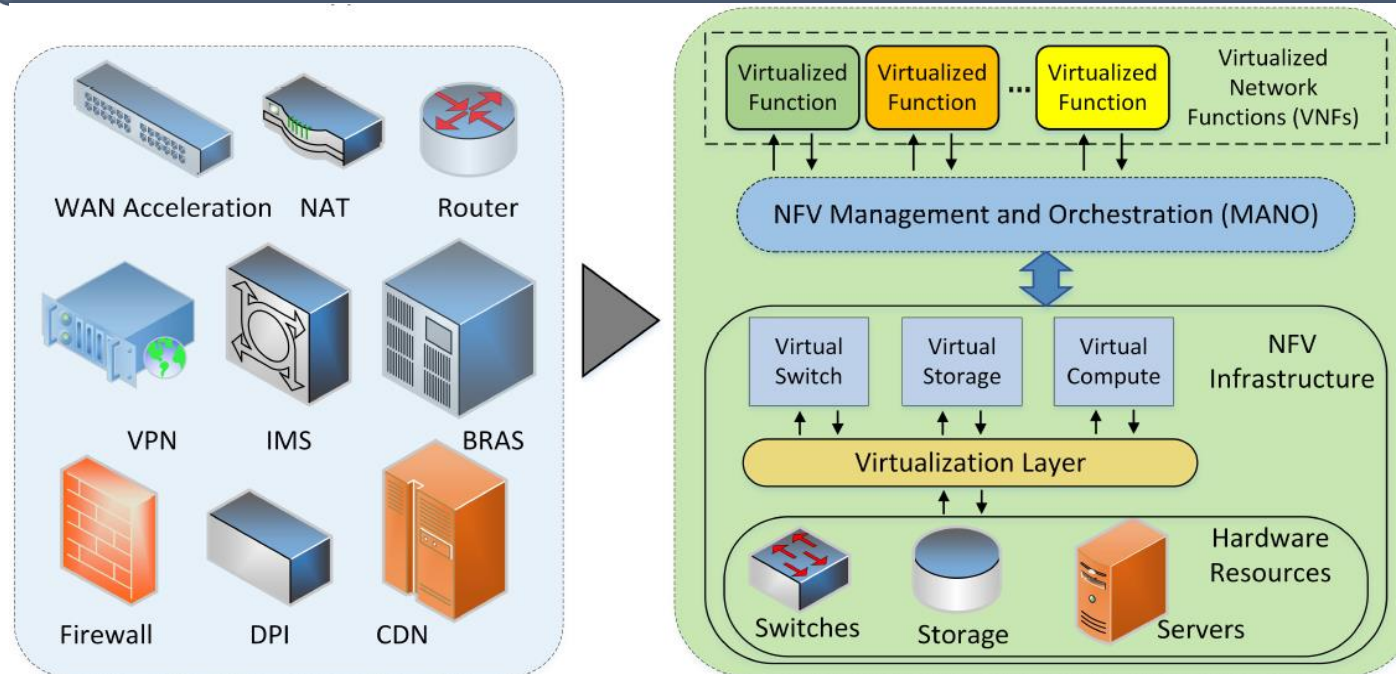 WAN Acceleration
NAT
Router
VPN
IMS
BRAS
Firewall
DPI
CDN
Virtualized
Function
Virtualized
Function
...
Virtualized
Function
Virtualized
Network
Functions (VNFs)
NFV Management and Orchestration (MANO)
Virtual
Switch
Virtual
Storage
Virtual
Compute
NFV
Infrastructure
Virtualization Layer
Hardware
Resources
Switches
Storage
Servers